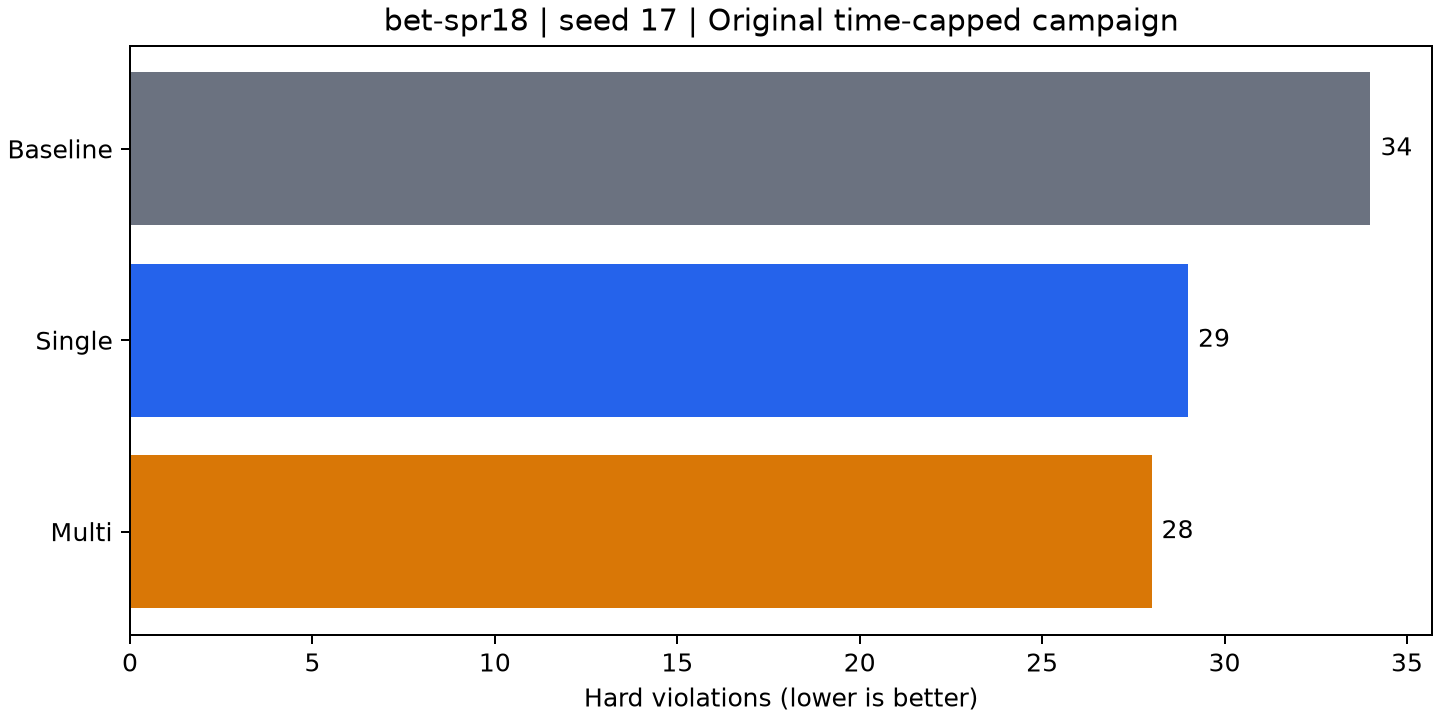 bet-spr18 | seed 17 | Original time-capped campaign
Baseline
34
Single
29
Multi
28
0 5 10 15 20 25 30 35
Hard violations (lower is better)